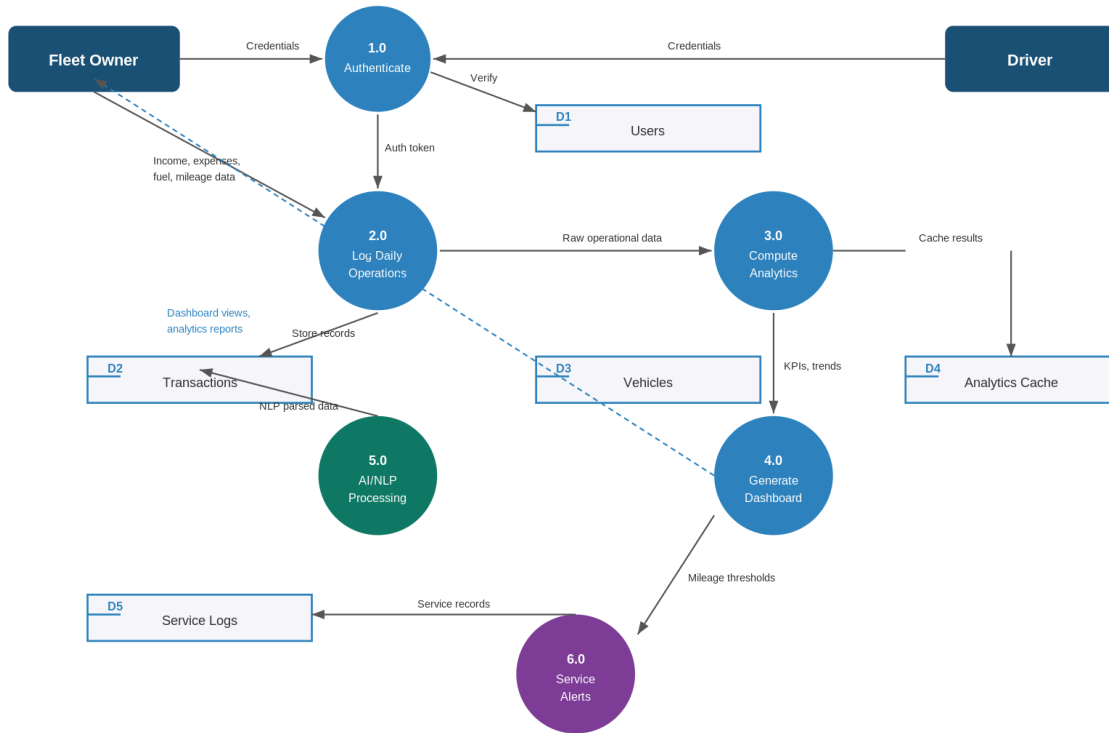 Fleet Owner
Credentials
1.0
Authenticate
Credentials
Driver
Verify
D1
Users
Auth token
Income, expenses,
fuel, mileage data
2.0
Log Daily
Operations
Raw operational data
3.0
Compute
Analytics
Cache results
Dashboard views,
analytics reports
Store records
D2
Transactions
D3
Vehicles
KPIs, trends
D4
Analytics Cache
NLP parsed data
5.0
AI/NLP
Processing
4.0
Generate
Dashboard
Mileage thresholds
D5
Service Logs
Service records
6.0
Service
Alerts